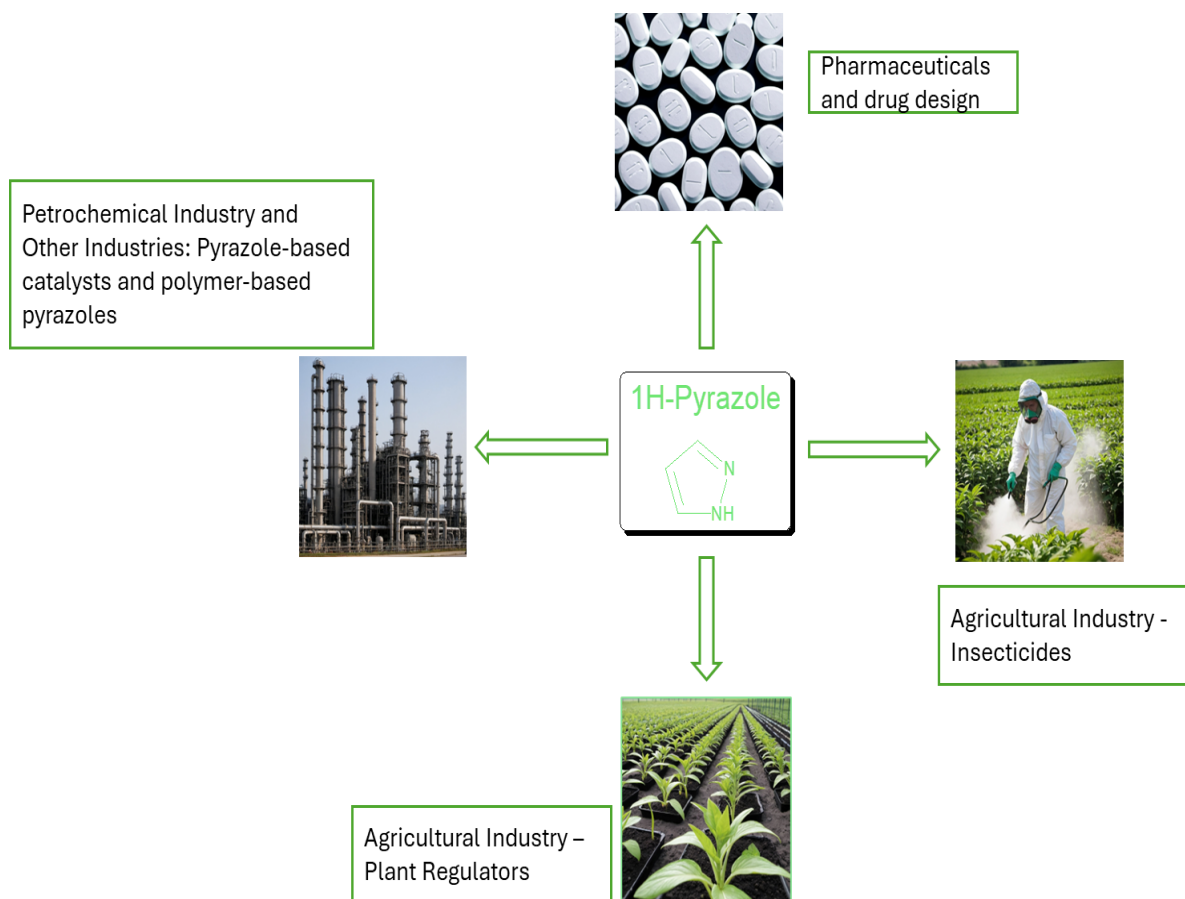 Pharmaceuticals
and drug design
Petrochemical Industry and
Other Industries: Pyrazole-based
catalysts and polymer-based
pyrazoles
1H-Pyrazole
N
NH
Agricultural Industry -
Insecticides
Agricultural Industry –
Plant Regulators